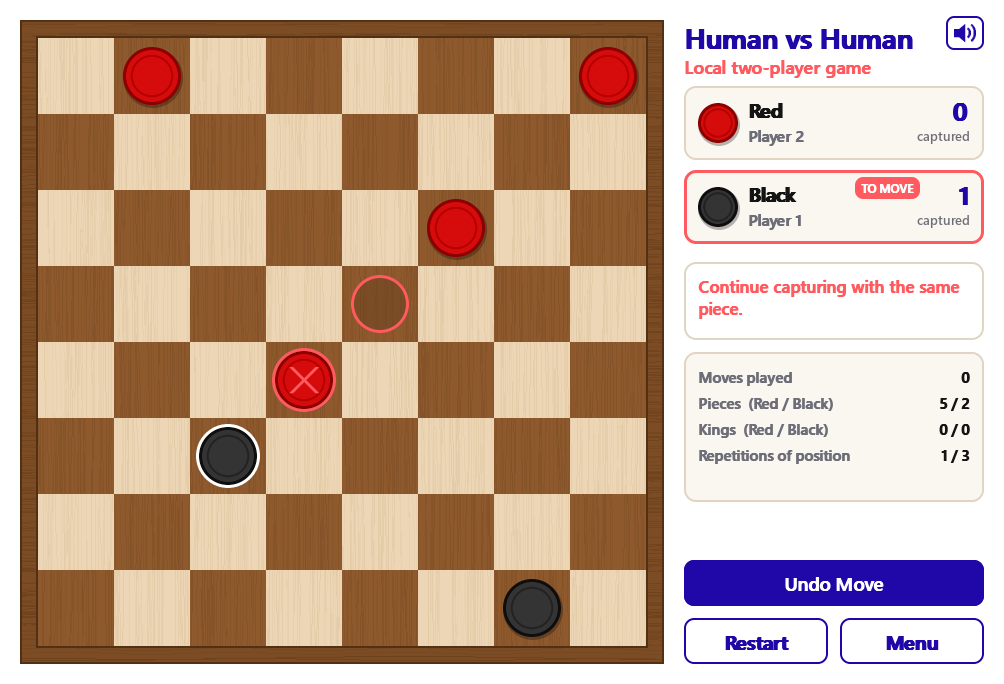 Human vs Human
Local two-player game
Red
Player 2
0
captured
Black
Player 1
TO MOVE
1
captured
Continue capturing with the same
piece.
Moves played 0
Pieces (Red / Black) 5 / 2
Kings (Red / Black) 0 / 0
Repetitions of position 1 / 3
Undo Move
Restart
Menu